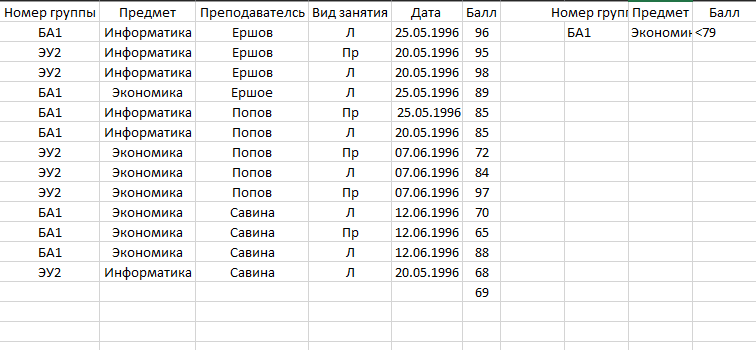 Номер группы Предмет Преподавателсь Вид занятия Дата Балл Номер групп Предмет Балл
БА1 Информатика Ершов Л 25.05.1996 96 БА1 Экономин <79
ЭУ2 Информатика Ершов Пр 20.05.1996 95
ЭУ2 Информатика Ершов Л 20.05.1996 98
БА1 Экономика Ершое Л 25.05.1996 89
БА1 Информатика Попов Пр 25.05.1996 85
БА1 Информатика Попов Л 20.05.1996 85
ЭУ2 Экономика Попов Пр 07.06.1996 72
ЭУ2 Экономика Попов Л 07.06.1996 84
ЭУ2 Экономика Попов Пр 07.06.1996 97
БА1 Экономика Савина Л 12.06.1996 70
БА1 Экономика Савина Пр 12.06.1996 65
БА1 Экономика Савина Л 12.06.1996 88
ЭУ2 Информатика Савина Л 20.05.1996 68
69